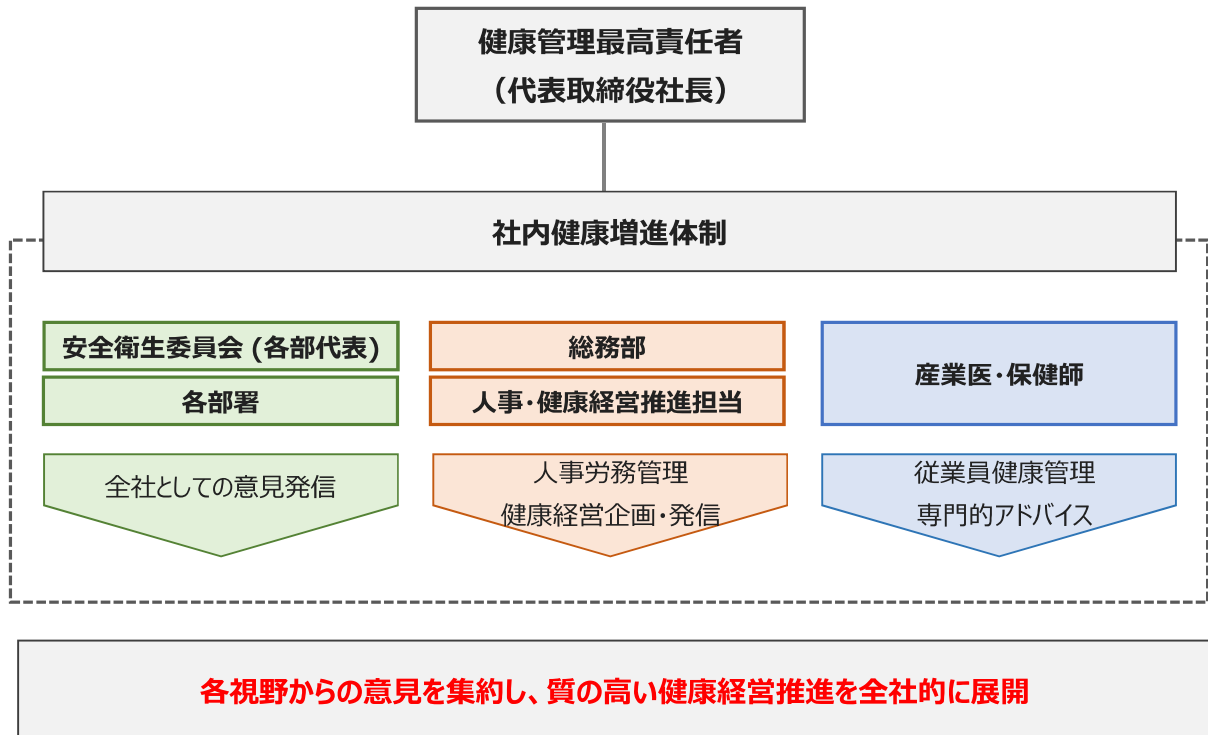 健康管理最高責任者
（代表取締役社長）
社内健康増進体制
安全衛生委員会 (各部代表)
各部署
全社としての意見発信
総務部
人事・健康経営推進担当
人事労務管理
健康経営企画・発信
産業医・保健師
従業員健康管理
専門的アドバイス
各視野からの意見を集約し、質の高い健康経営推進を全社的に展開